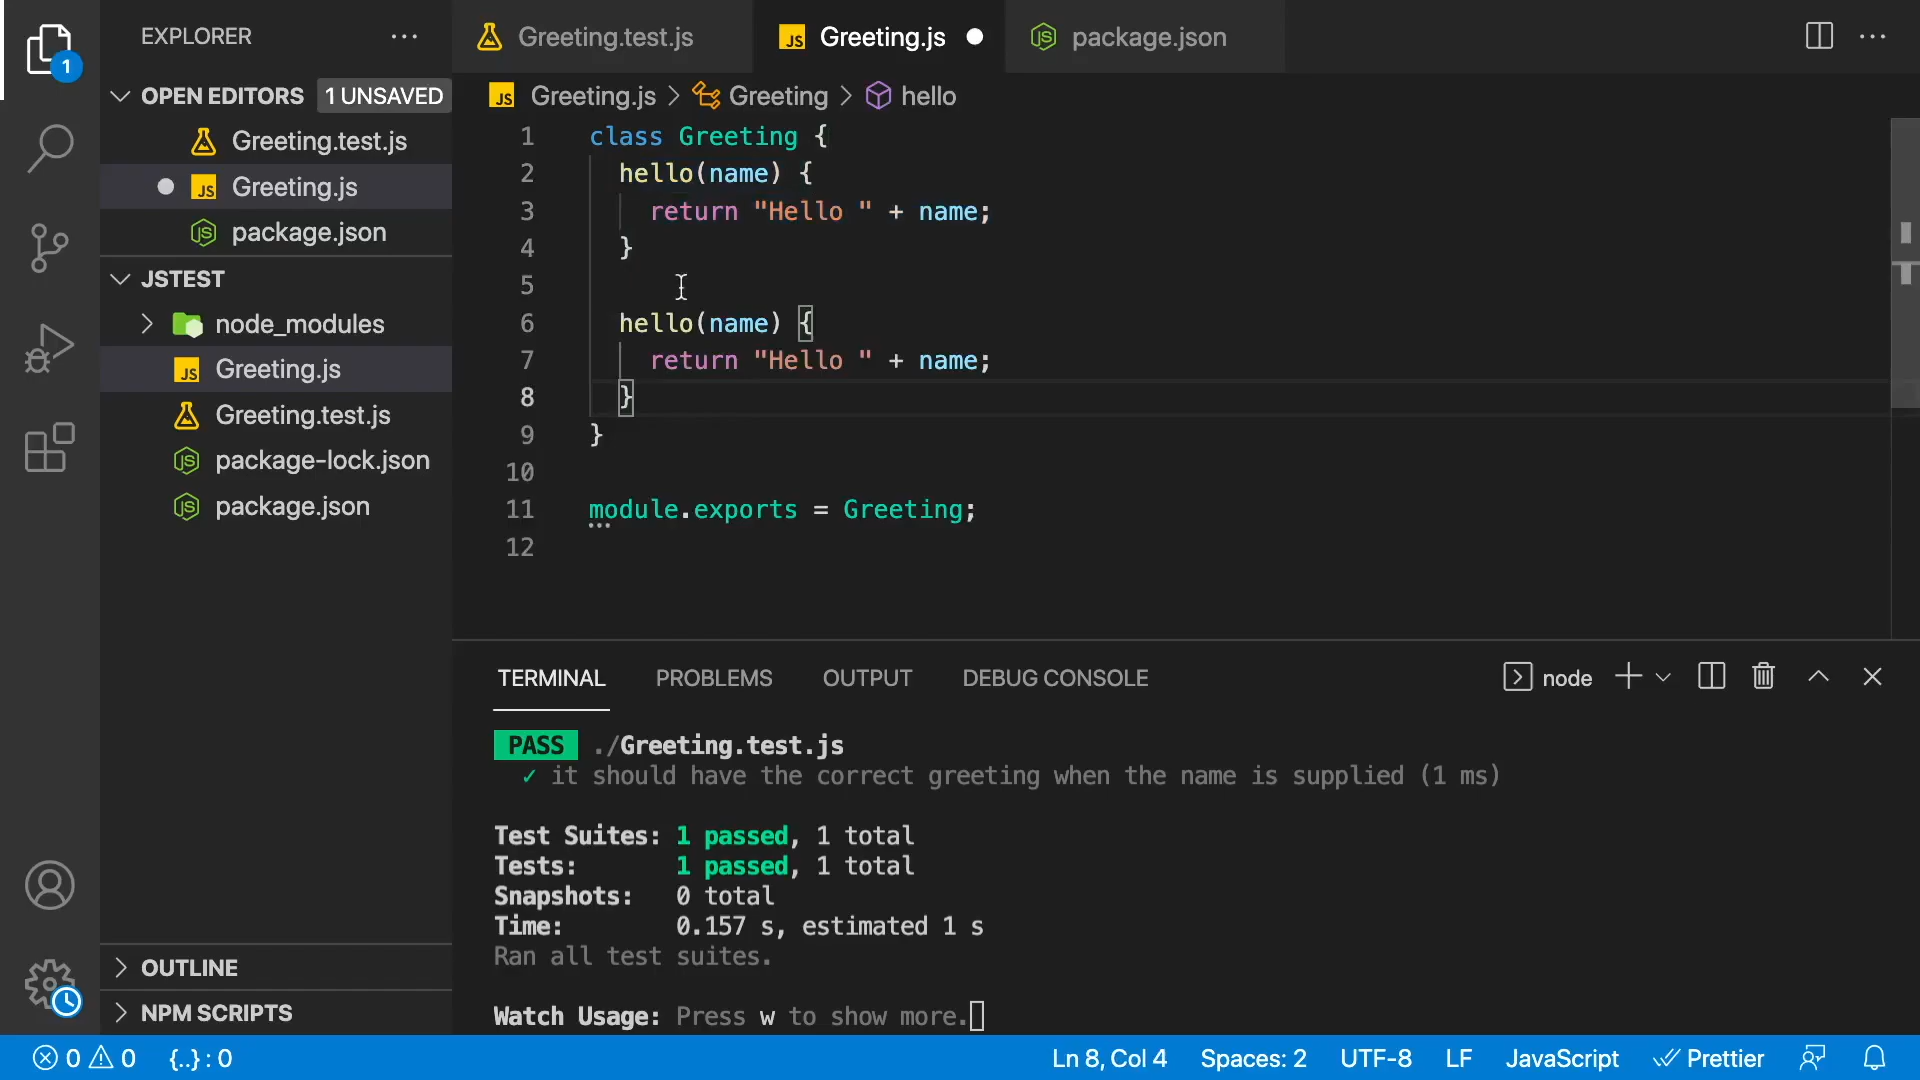 EXPLORER
1
OPEN EDITORS 1 UNSAVED
Greeting.test.js
JS Greeting.js
package.json
JSTEST
node_modules
JS Greeting.js
Greeting.test.js
package-lock.json
package.json
OUTLINE
NPM SCRIPTS
Greeting.test.js JS Greeting.js package.json
JS Greeting.js > Greeting > hello
1 class Greeting {
2 hello(name) {
3 return "Hello " + name;
4 }
5
6 hello(name) {
7 return "Hello " + name;
8 }
9 }
10
11 module.exports = Greeting;
12
TERMINAL PROBLEMS OUTPUT DEBUG CONSOLE node
PASS ./Greeting.test.js
✓ it should have the correct greeting when the name is supplied (1 ms)
Test Suites: 1 passed, 1 total
Tests: 1 passed, 1 total
Snapshots: 0 total
Time: 0.157 s, estimated 1 s
Ran all test suites.
Watch Usage: Press w to show more.
0 0 {..} : 0 Ln 8, Col 4 Spaces: 2 UTF-8 LF JavaScript Prettier